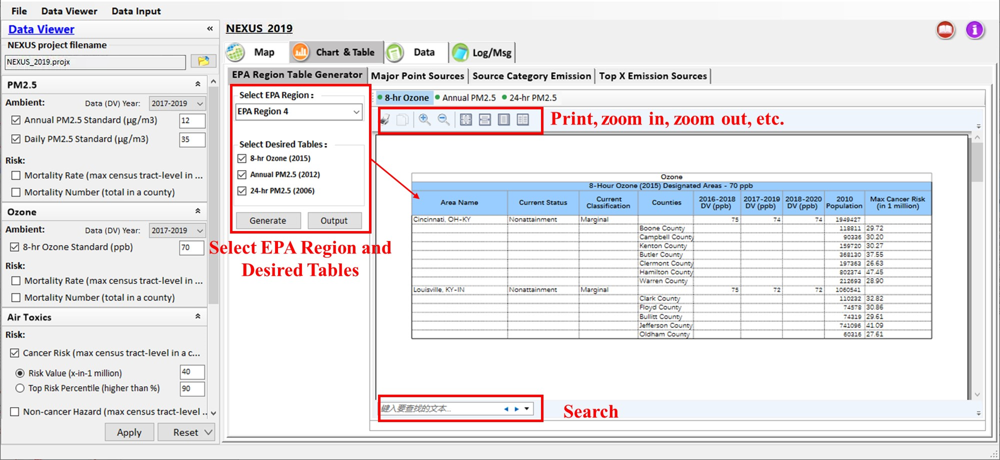 File Data Viewer Data Input
Data Viewer «
NEXUS project filename
NEXUS_2019.projx
PM2.5
Ambient: Data (DV) Year: 2017-2019
Annual PM2.5 Standard (µg/m3) 12
Daily PM2.5 Standard (µg/m3) 35
Risk:
Mortality Rate (max census tract-level in ...
Mortality Number (total in a county)
Ozone
Ambient: Data (DV) Year: 2017-2019
8-hr Ozone Standard (ppb) 70
Risk:
Mortality Rate (max census tract-level in ...
Mortality Number (total in a county)
Air Toxics
Risk:
Cancer Risk (max census tract-level in a c...
Risk Value (x-in-1 million) 40
Top Risk Percentile (higher than %) 90
Non-cancer Hazard (max census tract-level ..
Apply Reset
NEXUS_2019
Map Chart & Table Data Log/Msg
EPA Region Table Generator Major Point Sources Source Category Emission Top X Emission Sources
Select EPA Region:
EPA Region 4
Select Desired Tables:
8-hr Ozone (2015)
Annual PM2.5 (2012)
24-hr PM2.5 (2006)
Generate Output
Select EPA Region and
Desired Tables
8-hr Ozone Annual PM2.5 24-hr PM2.5
Print, zoom in, zoom out, etc.
Ozone
8-Hour Ozone (2015) Designated Areas - 70 ppb
Area Name Current Status Current Classification Counties 2016-2018 DV (ppb) 2017-2019 DV (ppb) 2018-2020 DV (ppb) 2010 Population Max Cancer Risk (in 1 million)
Cincinnati, OH-KY Nonattainment Marginal 75 74 74 1949427
Boone County 118811 29.72
Campbell County 90336 30.20
Kenton County 159720 30.27
Butler County 368130 37.55
Clermont County 197363 26.63
Hamilton County 802374 47.45
Warren County 212693 28.90
Louisville, KY-IN Nonattainment Marginal 75 72 72 1060541
Clark County 110232 32.82
Floyd County 74578 30.86
Bullitt County 74319 29.61
Jefferson County 741096 41.09
Oldham County 60316 27.61
键入要查找的文本...
Search